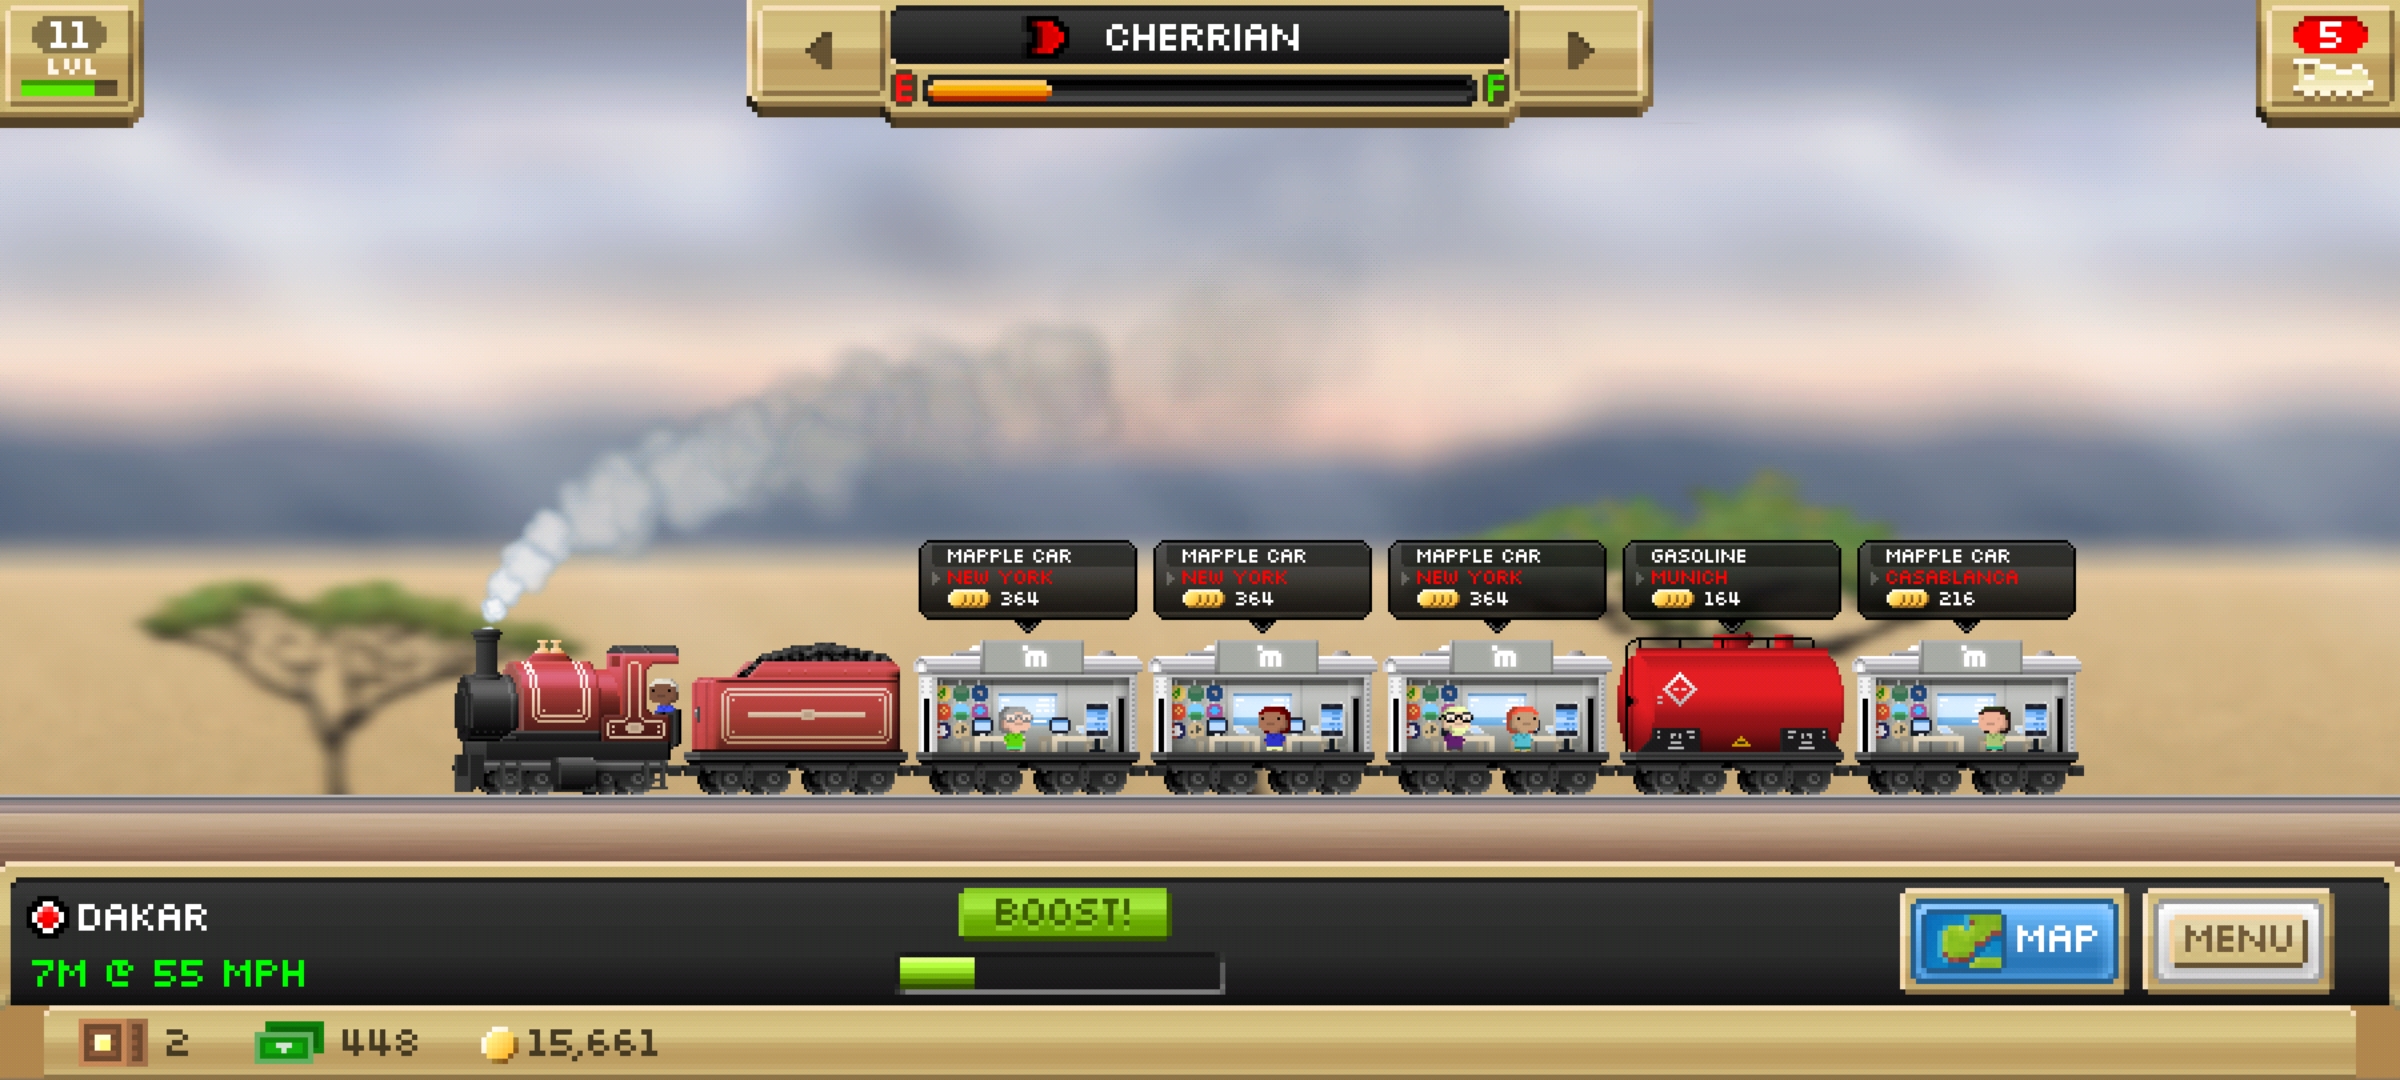 11
LVL
CHERRIAN
E F
5
MAPPLE CAR
NEW YORK
364
MAPPLE CAR
NEW YORK
364
MAPPLE CAR
NEW YORK
364
GASOLINE
MUNICH
164
MAPPLE CAR
CASABLANCA
216
m
m
m
m
DAKAR
7M @ 55 MPH
BOOST!
MAP
MENU
2
448
15,661